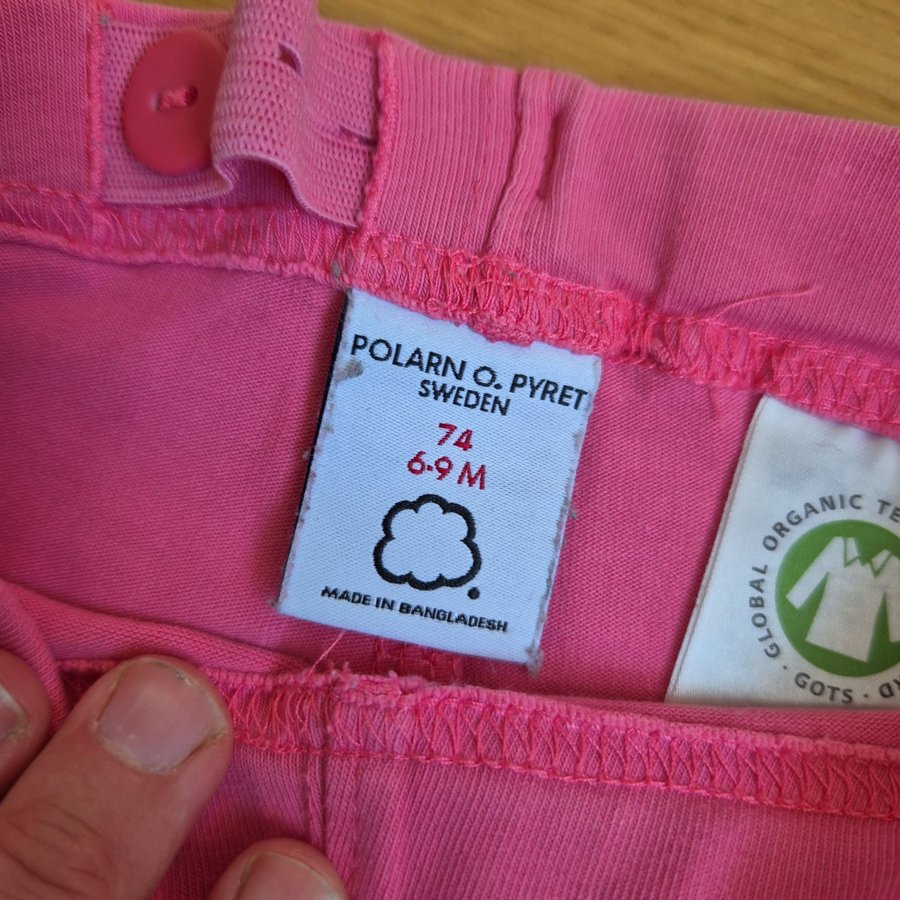 POLARN O. PYRET
SWEDEN
74
6-9 M
MADE IN BANGLADESH
GLOBAL ORGANIC
· GOTS ·